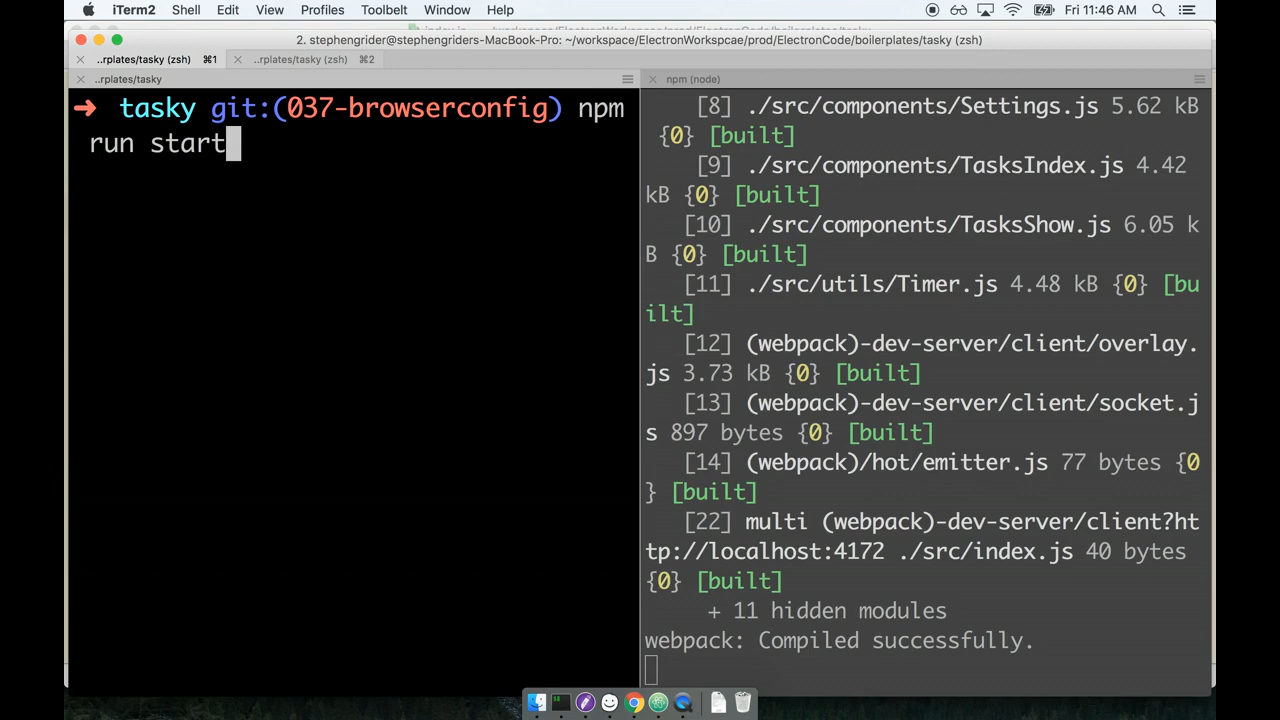 iTerm2 Shell Edit View Profiles Toolbelt Window Help Fri 11:46 AM
2. stephengrider@stephengriders-MacBook-Pro: ~/workspace/ElectronWorkspcae/prod/ElectronCode/boilerplates/tasky (zsh)
..rplates/tasky (zsh) ⌘1 ..rplates/tasky (zsh) ⌘2
..rplates/tasky
➜ tasky git:(037-browserconfig) npm
run start
npm (node)
[8] ./src/components/Settings.js 5.62 kB
{0} [built]
[9] ./src/components/TasksIndex.js 4.42
kB {0} [built]
[10] ./src/components/TasksShow.js 6.05 k
B {0} [built]
[11] ./src/utils/Timer.js 4.48 kB {0} [bu
ilt]
[12] (webpack)-dev-server/client/overlay.
js 3.73 kB {0} [built]
[13] (webpack)-dev-server/client/socket.j
s 897 bytes {0} [built]
[14] (webpack)/hot/emitter.js 77 bytes {0
} [built]
[22] multi (webpack)-dev-server/client?ht
tp://localhost:4172 ./src/index.js 40 bytes
{0} [built]
+ 11 hidden modules
webpack: Compiled successfully.